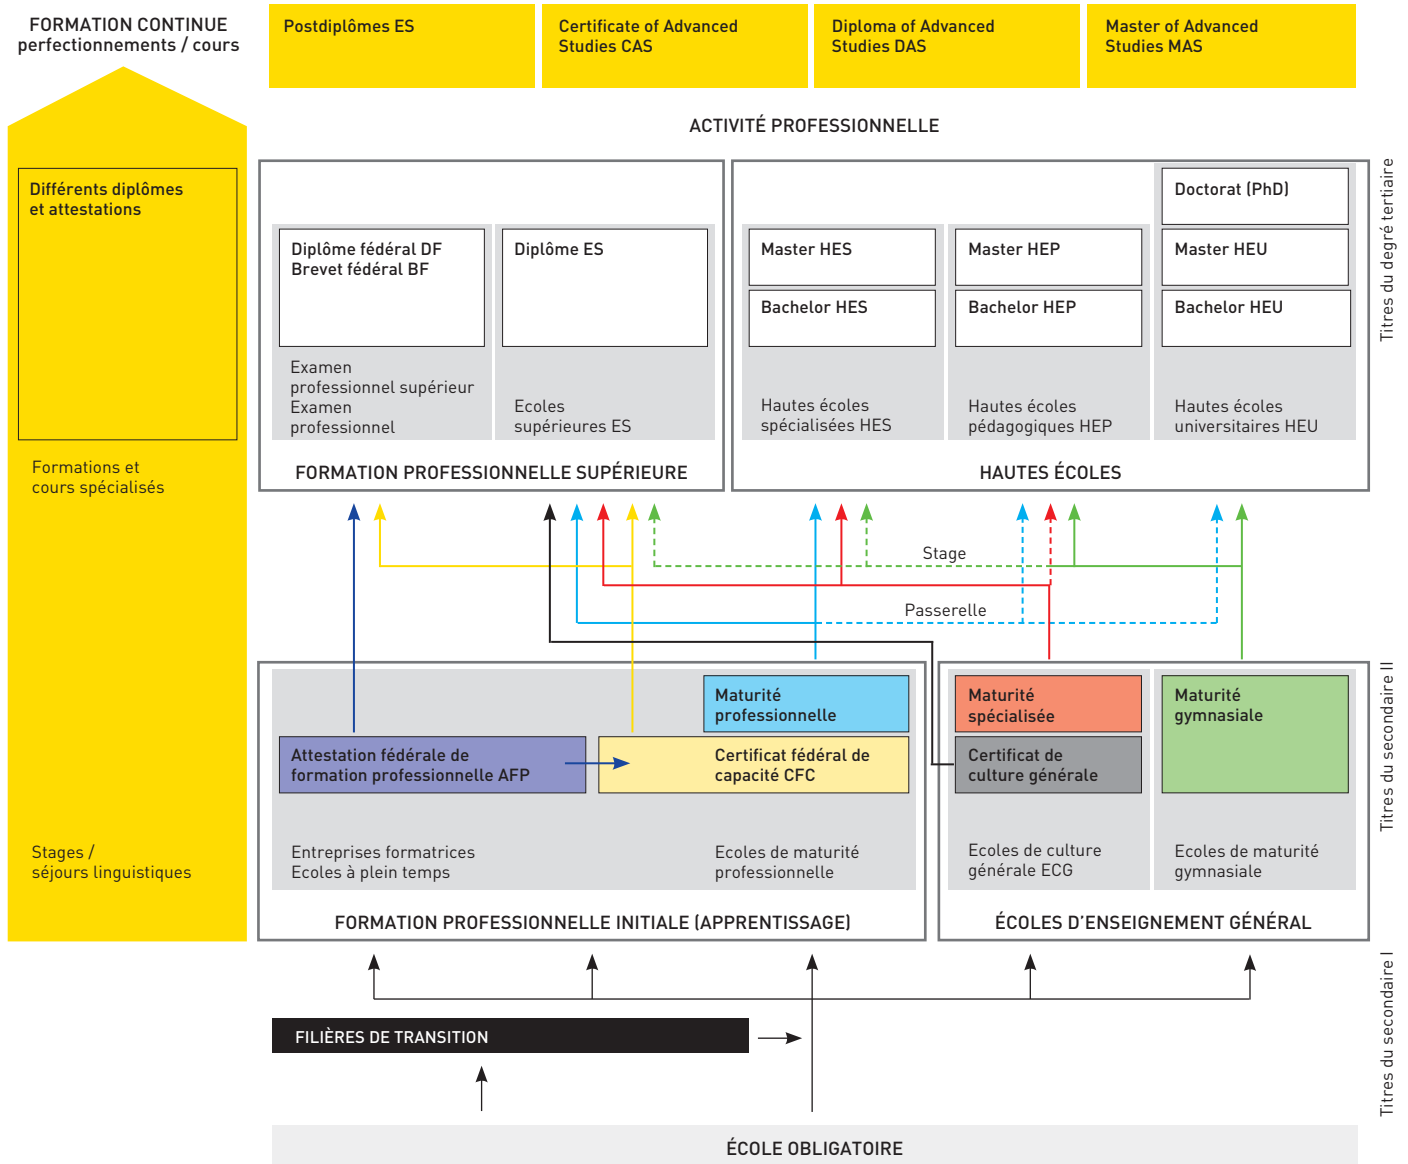 FORMATION CONTINUE
perfectionnements / cours
Postdiplômes ES
Certificate of Advanced
Studies CAS
Diploma of Advanced
Studies DAS
Master of Advanced
Studies MAS
ACTIVITÉ PROFESSIONNELLE
Différents diplômes
et attestations
Formations et
cours spécialisés
Stages /
séjours linguistiques
Diplôme fédéral DF
Brevet fédéral BF
Examen
professionnel supérieur
Examen
professionnel
Diplôme ES
Ecoles
supérieures ES
FORMATION PROFESSIONNELLE SUPÉRIEURE
Master HES
Bachelor HES
Hautes écoles
spécialisées HES
Master HEP
Bachelor HEP
Hautes écoles
pédagogiques HEP
Doctorat (PhD)
Master HEU
Bachelor HEU
Hautes écoles
universitaires HEU
HAUTES ÉCOLES
Titres du degré tertiaire
Stage
Passerelle
Maturité
professionnelle
Attestation fédérale de
formation professionnelle AFP
Certificat fédéral de
capacité CFC
Entreprises formatrices
Ecoles à plein temps
Ecoles de maturité
professionnelle
FORMATION PROFESSIONNELLE INITIALE (APPRENTISSAGE)
Maturité
spécialisée
Certificat de
culture générale
Ecoles de culture
générale ECG
Maturité
gymnasiale
Ecoles de maturité
gymnasiale
ÉCOLES D’ENSEIGNEMENT GÉNÉRAL
Titres du secondaire II
FILIÈRES DE TRANSITION
Titres du secondaire I
ÉCOLE OBLIGATOIRE